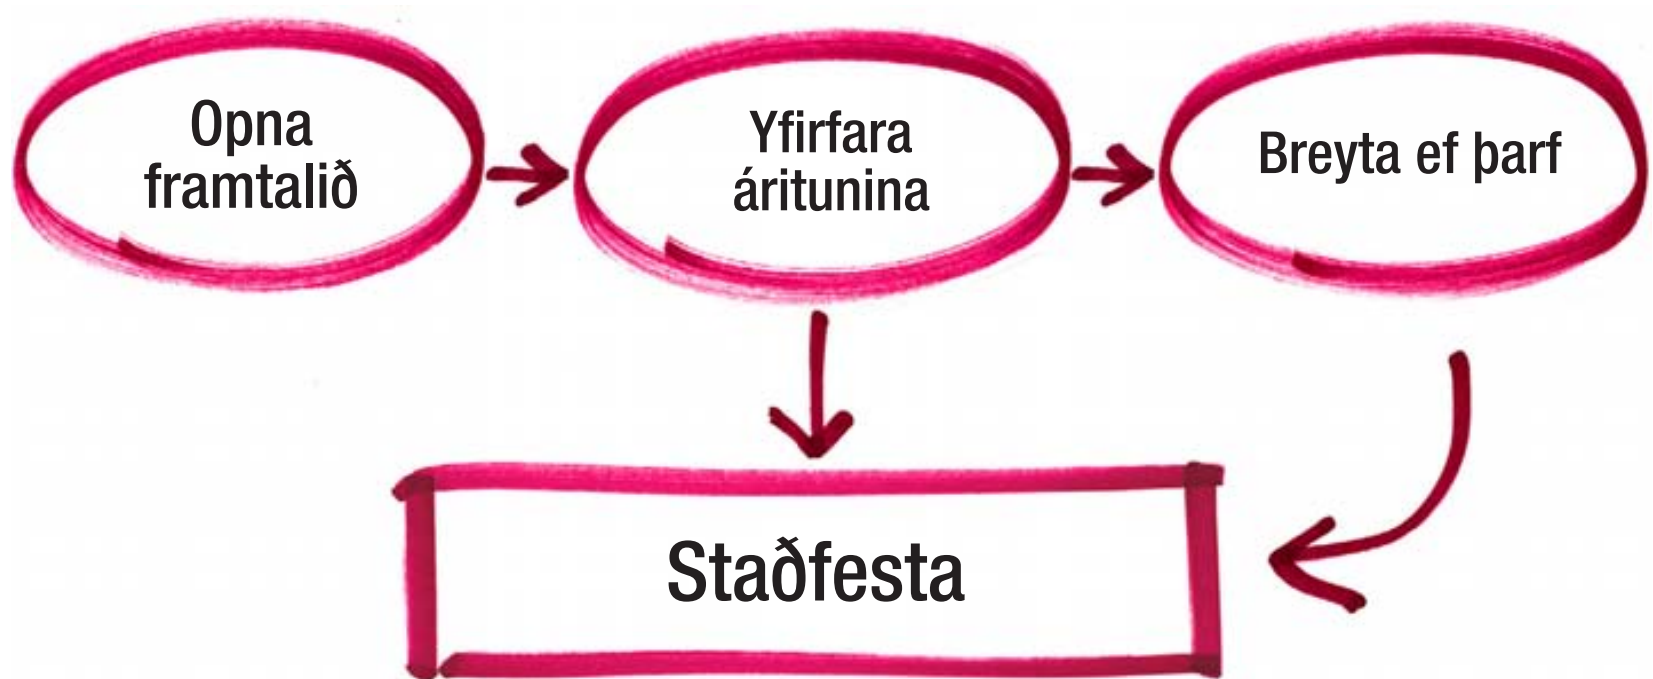 Opna
framtalið
Yfirfara
áritunina
Breyta ef þarf
Staðfesta